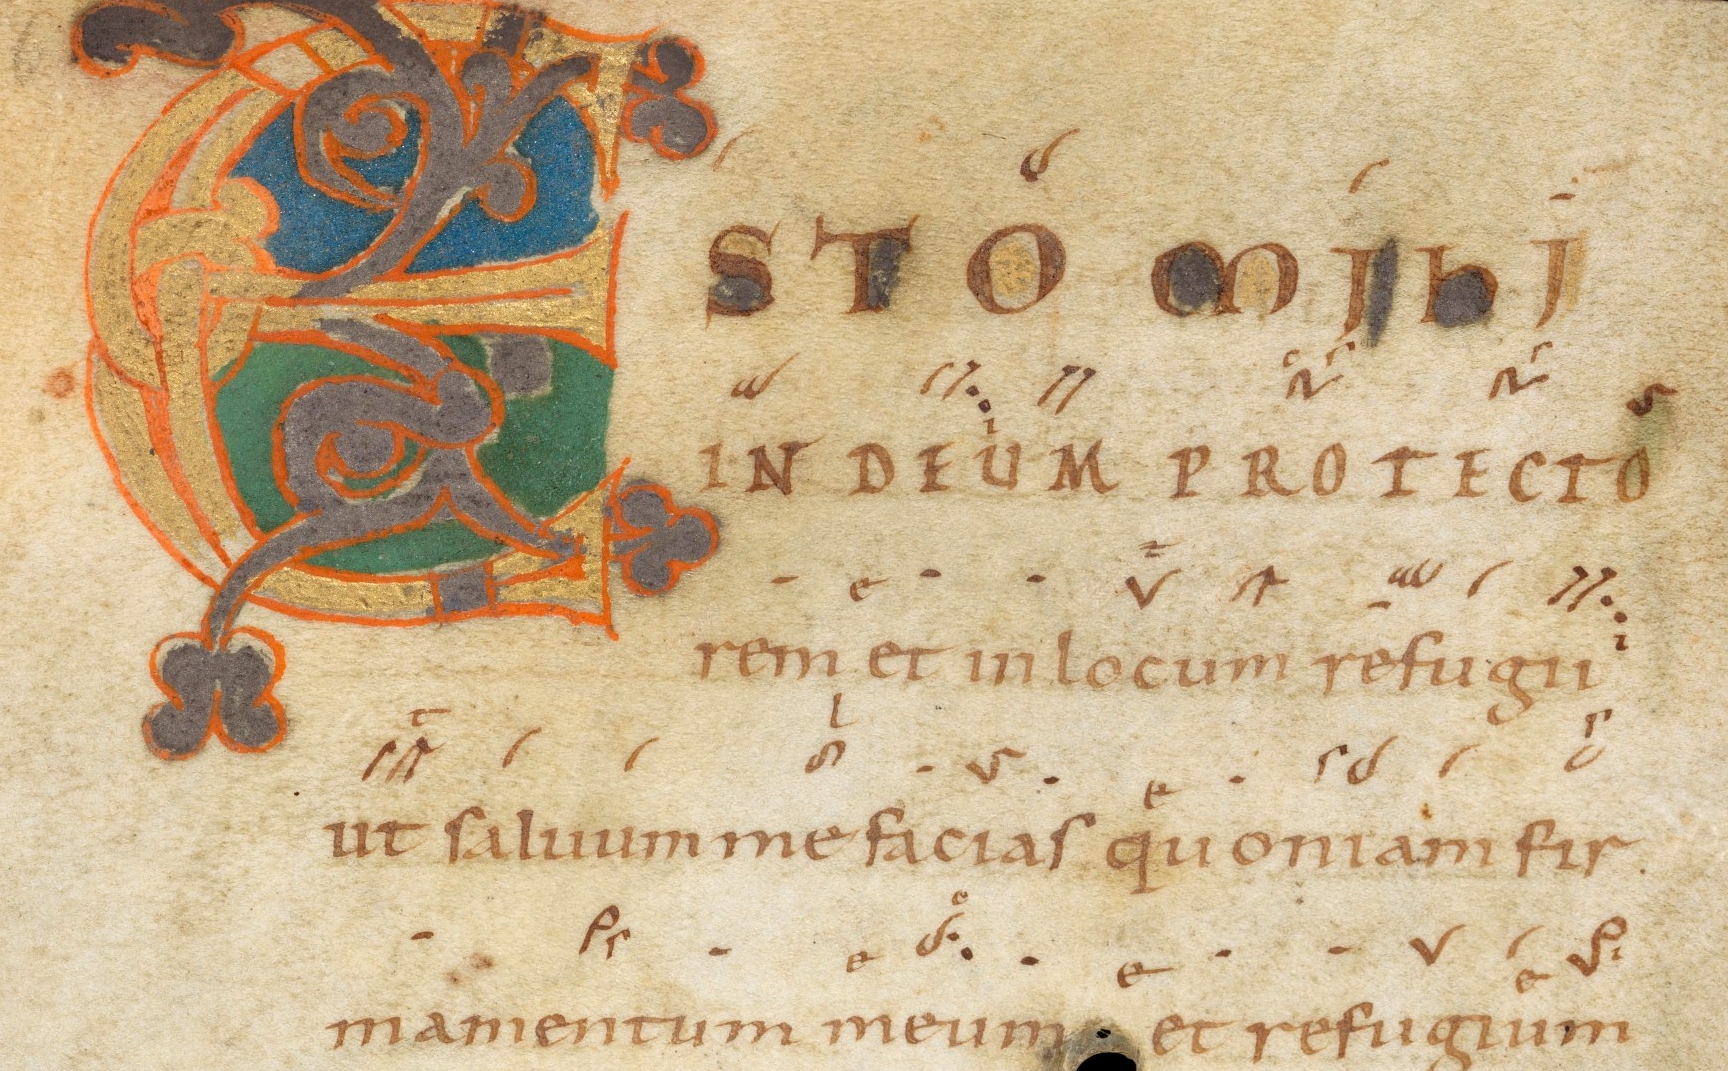 ESTO mihi
IN DEUM PROTECTO
rem et in locum refugii
ut saluum me facias quoniam fir
mamentum meum et refugium